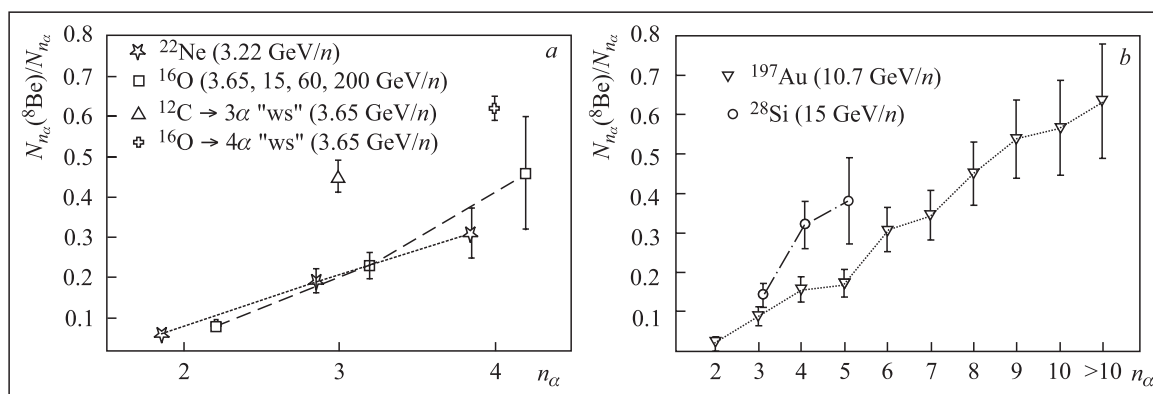 N_{n_α}(⁸Be)/N_{n_α}
0.8
0.7
0.6
0.5
0.4
0.3
0.2
0.1
a
²²Ne (3.22 GeV/n)
¹⁶O (3.65, 15, 60, 200 GeV/n)
¹²C → 3α "ws" (3.65 GeV/n)
¹⁶O → 4α "ws" (3.65 GeV/n)
2 3 4 n_α
N_{n_α}(⁸Be)/N_{n_α}
0.8
0.7
0.6
0.5
0.4
0.3
0.2
0.1
b
¹⁹⁷Au (10.7 GeV/n)
²⁸Si (15 GeV/n)
2 3 4 5 6 7 8 9 10 >10 n_α